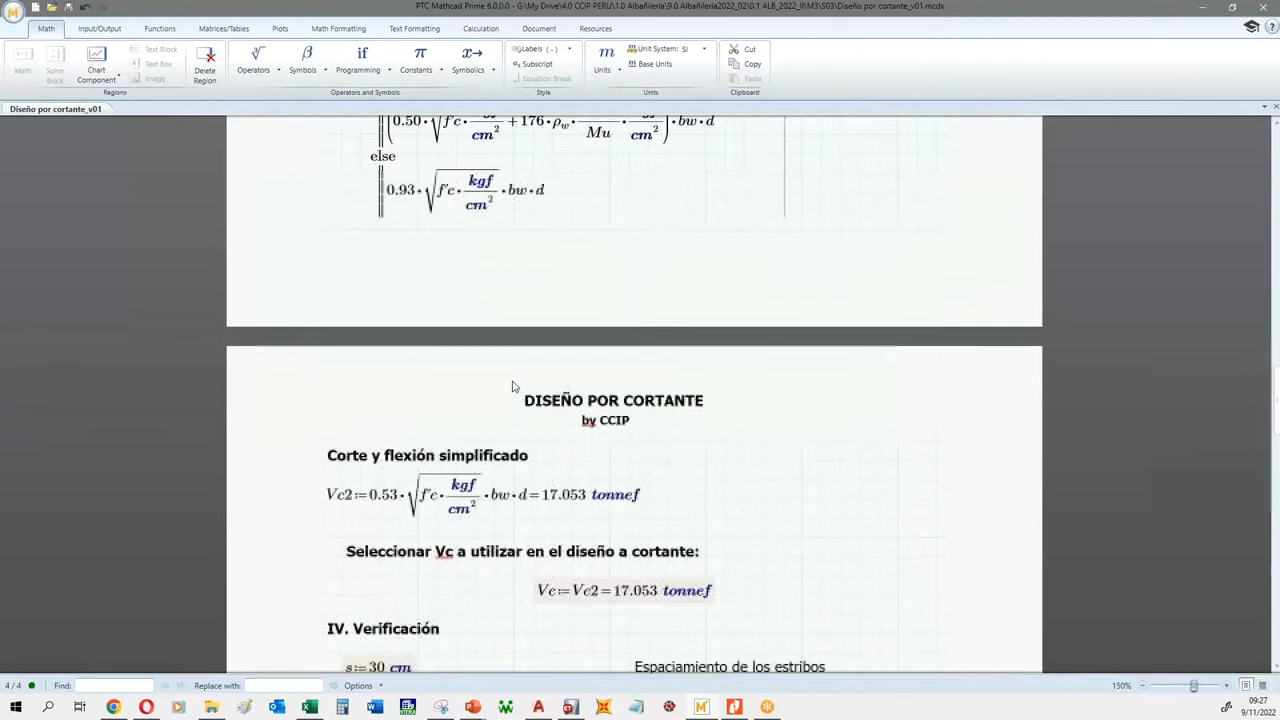 PTC Mathcad Prime 6.0.0.0 - G:\My Drive\4.0 CCIP PERU\1.0 Albañilería\9.0 Albañilería2022_02\0.1 ALB_2022_II\M3\S03\Diseño por cortante_v01.mcdx
Math Input/Output Functions Matrices/Tables Plots Math Formatting Text Formatting Calculation Document Resources
Math Solve Block Chart Component Text Block Text Box Image Delete Region
Operators Symbols Programming Constants Symbolics
Labels ( - ) Subscript Equation Break
Units Unit System: SI Base Units
Cut Copy Paste
Regions Operators and Symbols Style Units Clipboard
Diseño por cortante_v01
0.50 · √f'c · cm² + 176 · ρw · Mu · cm² · bw · d
else
0.93 · √f'c · kgf/cm² · bw · d
DISEÑO POR CORTANTE
by CCIP
Corte y flexión simplificado
Vc2 := 0.53 · √f'c · kgf/cm² · bw · d = 17.053 tonnef
Seleccionar Vc a utilizar en el diseño a cortante:
Vc := Vc2 = 17.053 tonnef
IV. Verificación
s := 30 cm Espaciamiento de los estribos
4/4 Find: Replace with: Options 150%
09:27
9/11/2022